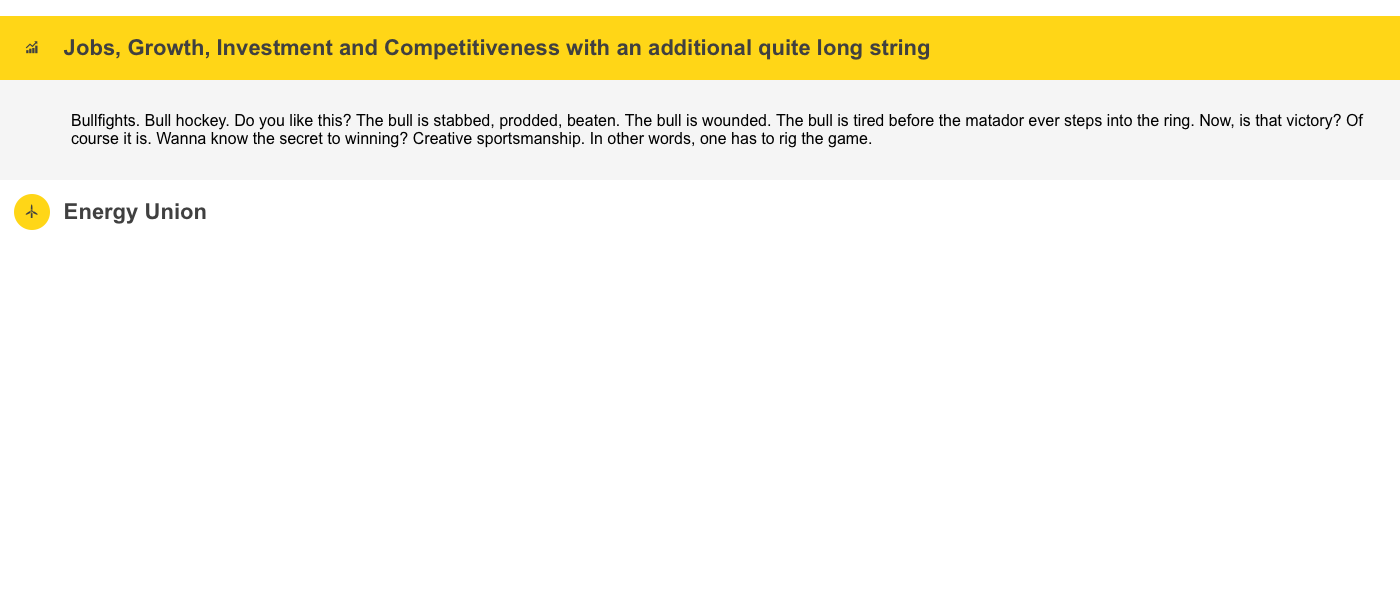 Jobs, Growth, Investment and Competitiveness with an additional quite long string
Bullfights. Bull hockey. Do you like this? The bull is stabbed, prodded, beaten. The bull is wounded. The bull is tired before the matador ever steps into the ring. Now, is that victory? Of
course it is. Wanna know the secret to winning? Creative sportsmanship. In other words, one has to rig the game.
Energy Union